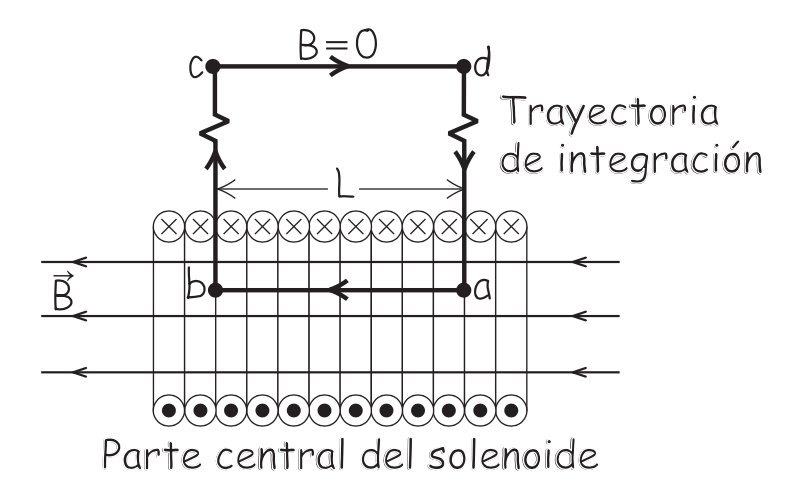 B=0
c
d
Trayectoria
de integración
L
b
a
B⃗
Parte central del solenoide